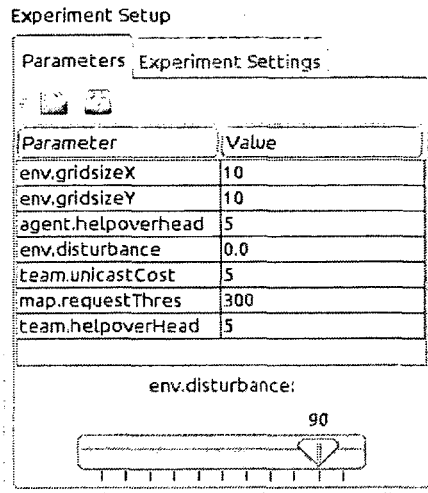 Experiment Setup
Parameters Experiment Settings
Parameter Value
env.gridsizeX 10
env.gridsizeY 10
agent.helpoverhead 5
env.disturbance 0.0
team.unicastCost 5
map.requestThres 300
team.helpoverHead 5
env.disturbance:
90